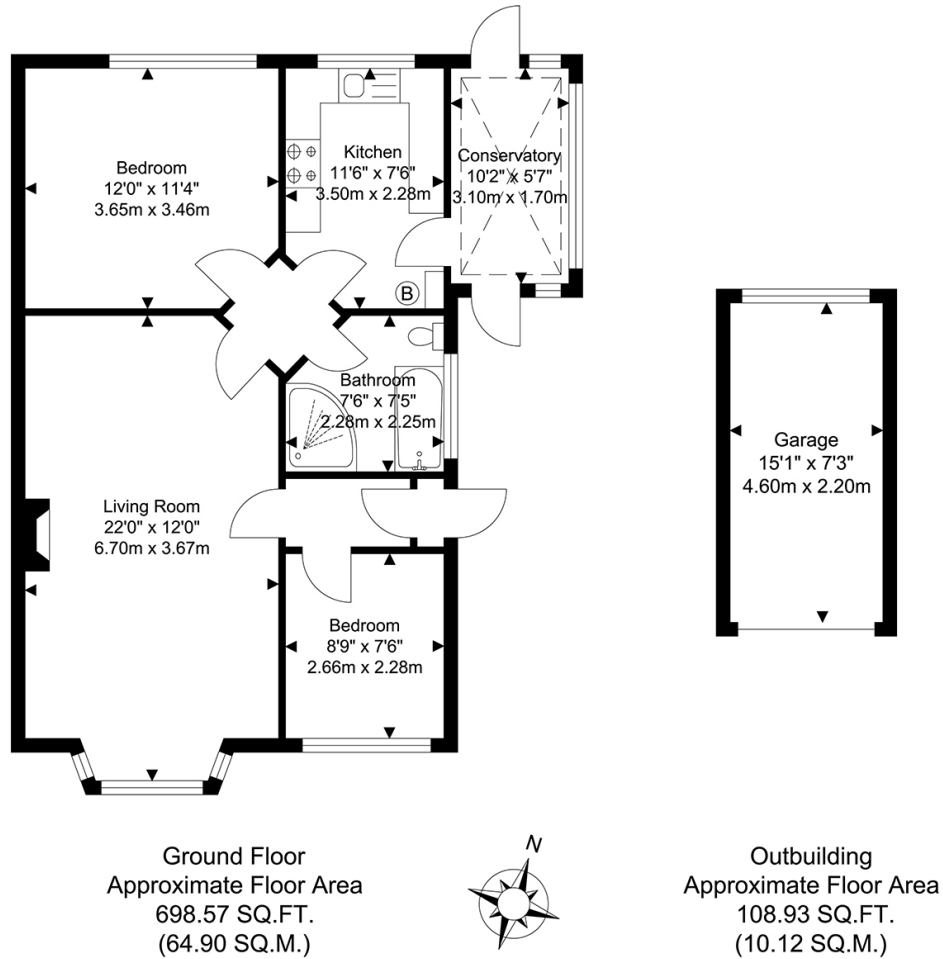 Bedroom
12'0" x 11'4"
3.65m x 3.46m
Kitchen
11'6" x 7'6"
3.50m x 2.28m
Conservatory
10'2" x 5'7"
3.10m x 1.70m
B
Bathroom
7'6" x 7'5"
2.28m x 2.25m
Living Room
22'0" x 12'0"
6.70m x 3.67m
Bedroom
8'9" x 7'6"
2.66m x 2.28m
Garage
15'1" x 7'3"
4.60m x 2.20m
Ground Floor
Approximate Floor Area
698.57 SQ.FT.
(64.90 SQ.M.)
N
Outbuilding
Approximate Floor Area
108.93 SQ.FT.
(10.12 SQ.M.)